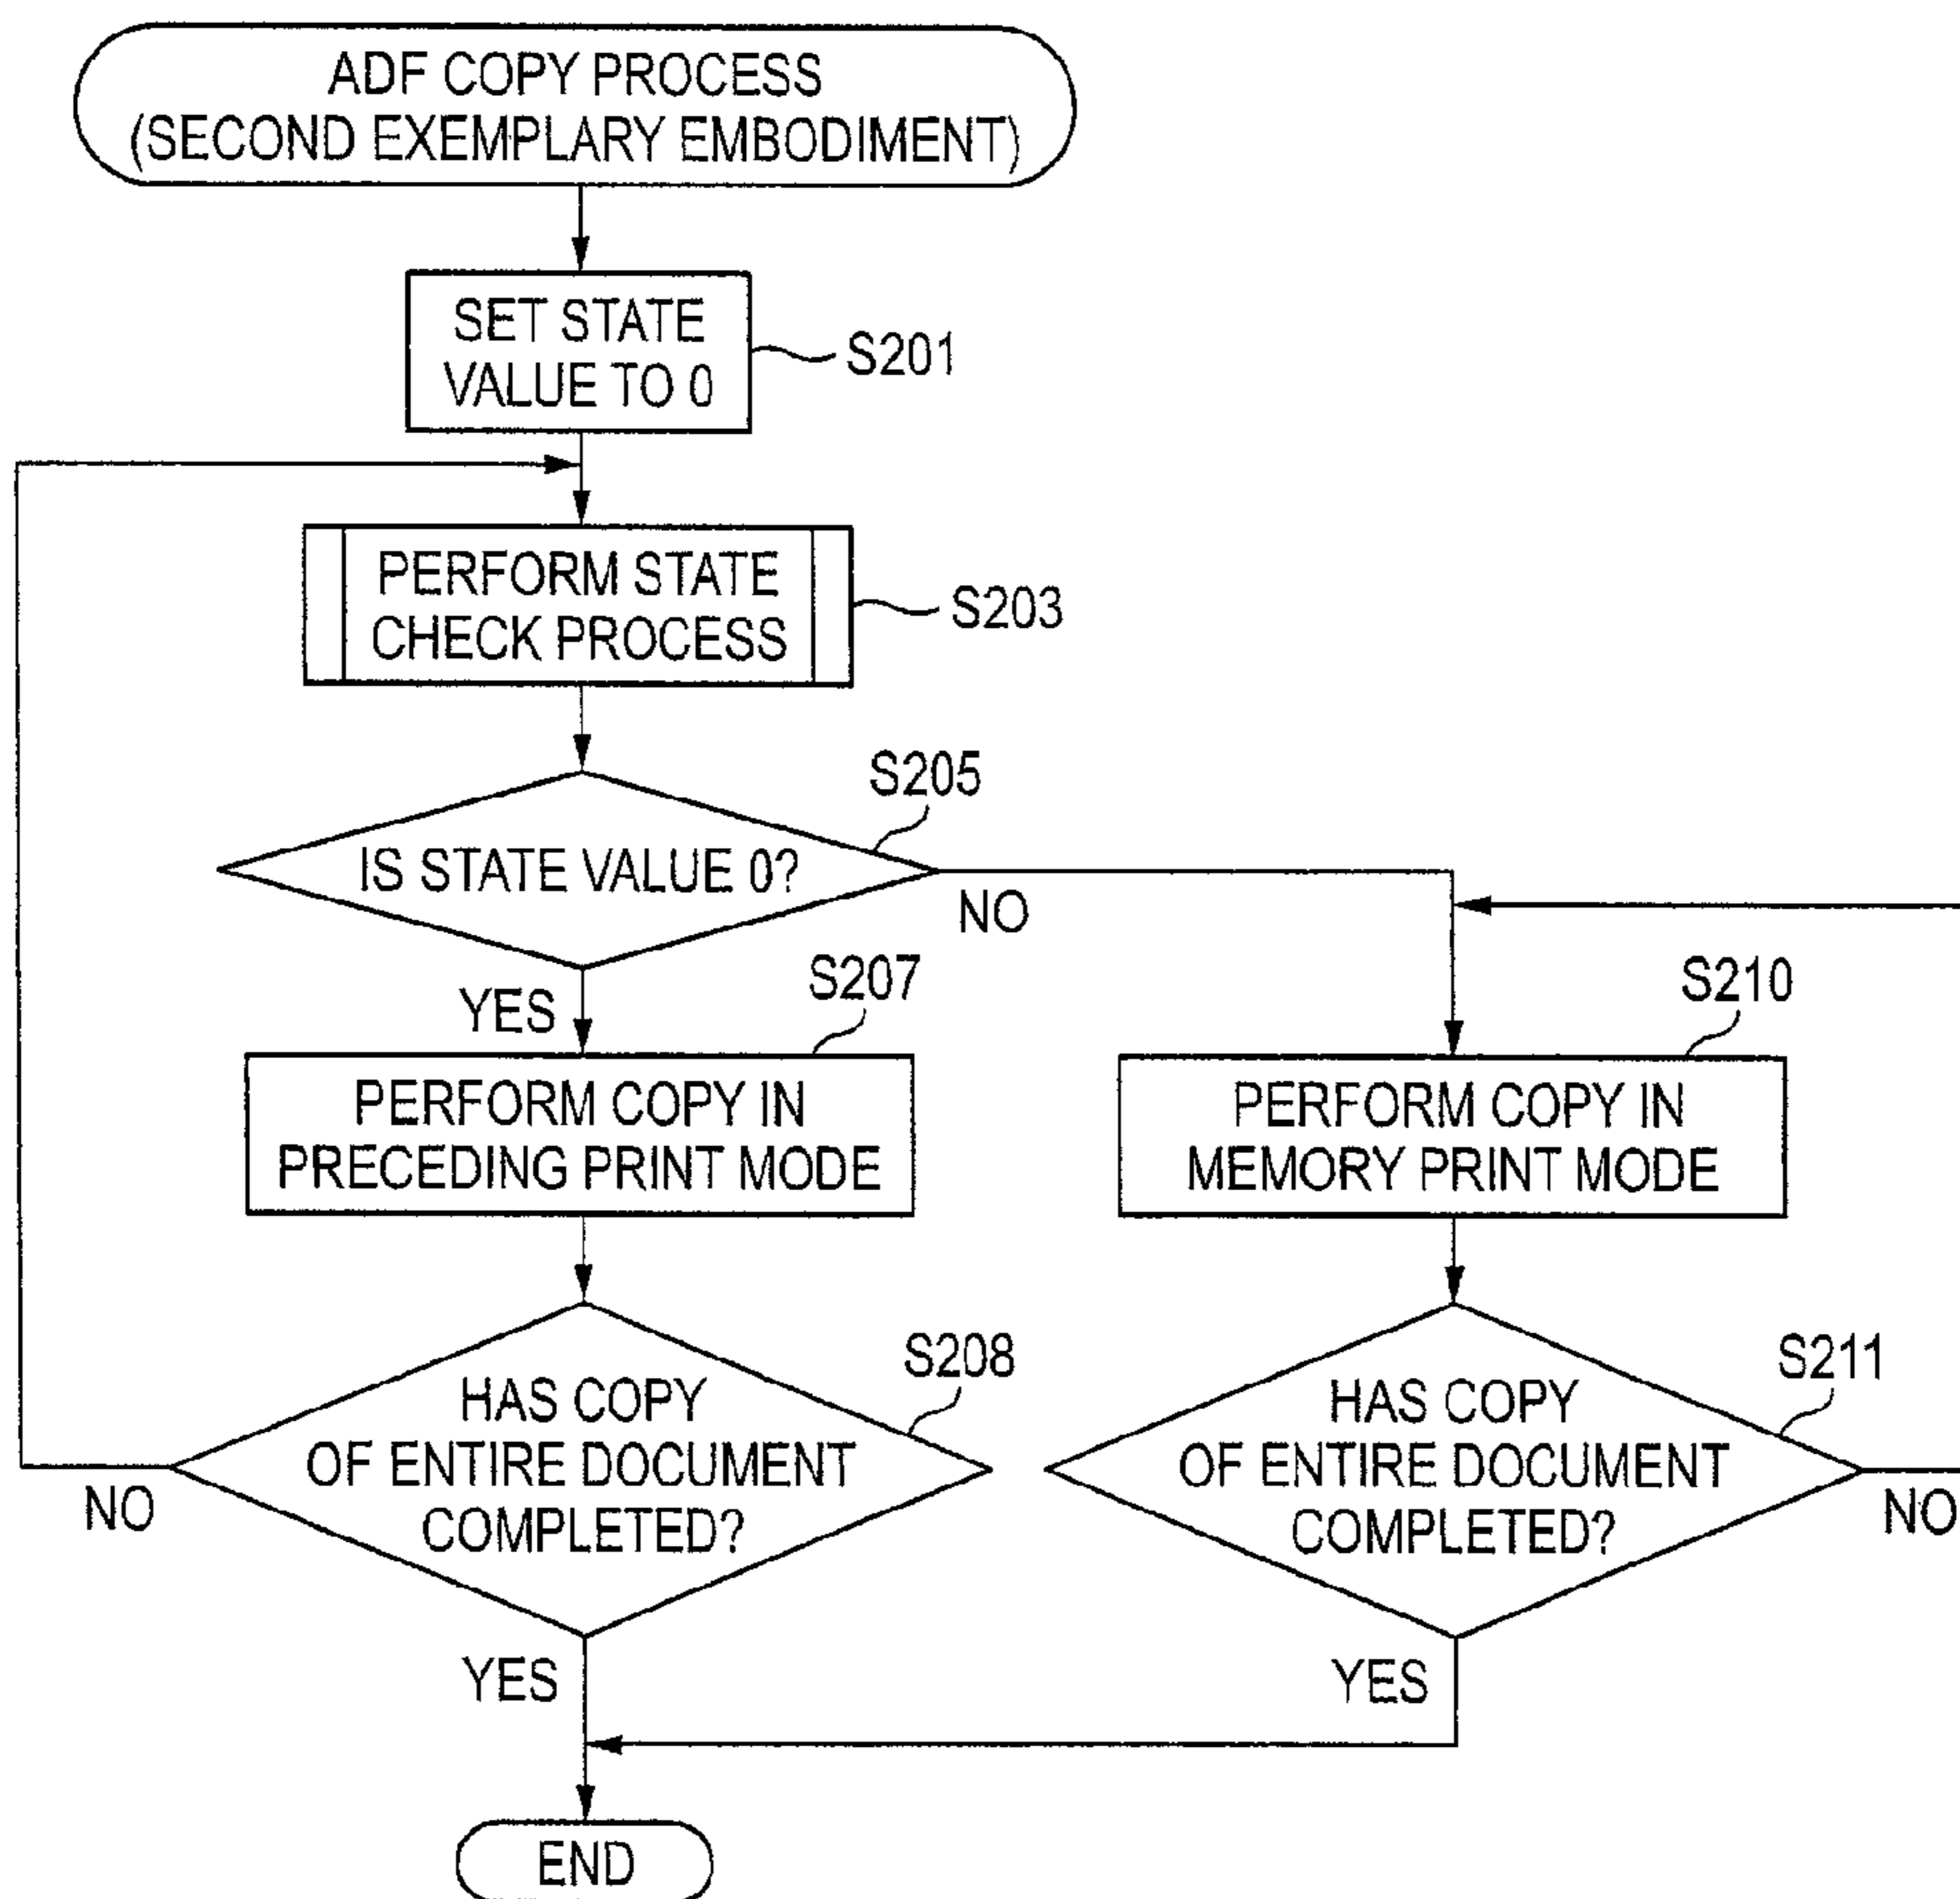 ADF COPY PROCESS
(SECOND EXEMPLARY EMBODIMENT)
SET STATE
VALUE TO 0
S201
PERFORM STATE
CHECK PROCESS
S203
S205
IS STATE VALUE 0?
NO
YES
S207
PERFORM COPY IN
PRECEDING PRINT MODE
S210
PERFORM COPY IN
MEMORY PRINT MODE
S208
HAS COPY
OF ENTIRE DOCUMENT
COMPLETED?
NO
YES
S211
HAS COPY
OF ENTIRE DOCUMENT
COMPLETED?
NO
YES
END